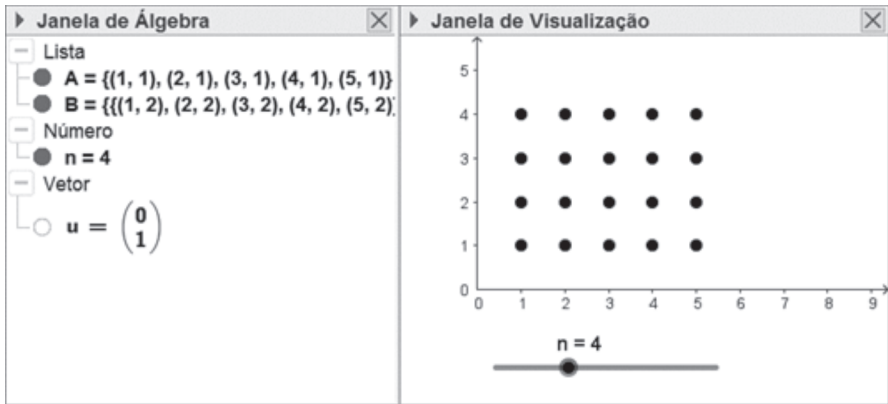 Janela de Álgebra
Lista
A = {(1, 1), (2, 1), (3, 1), (4, 1), (5, 1)}
B = {{(1, 2), (2, 2), (3, 2), (4, 2), (5, 2)
Número
n = 4
Vetor
u = (0
1)
Janela de Visualização
5
4
3
2
1
0
0 1 2 3 4 5 6 7 8 9
n = 4